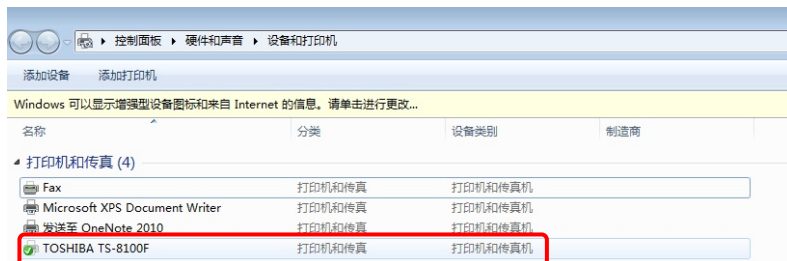 控制面板 ▸ 硬件和声音 ▸ 设备和打印机
添加设备 添加打印机
Windows 可以显示增强型设备图标和来自 Internet 的信息。请单击进行更改...
名称 分类 设备类别 制造商
打印机和传真 (4)
Fax 打印机和传真 打印机和传真机
Microsoft XPS Document Writer 打印机和传真 打印机和传真机
发送至 OneNote 2010 打印机和传真 打印机和传真机
TOSHIBA TS-8100F 打印机和传真 打印机和传真机